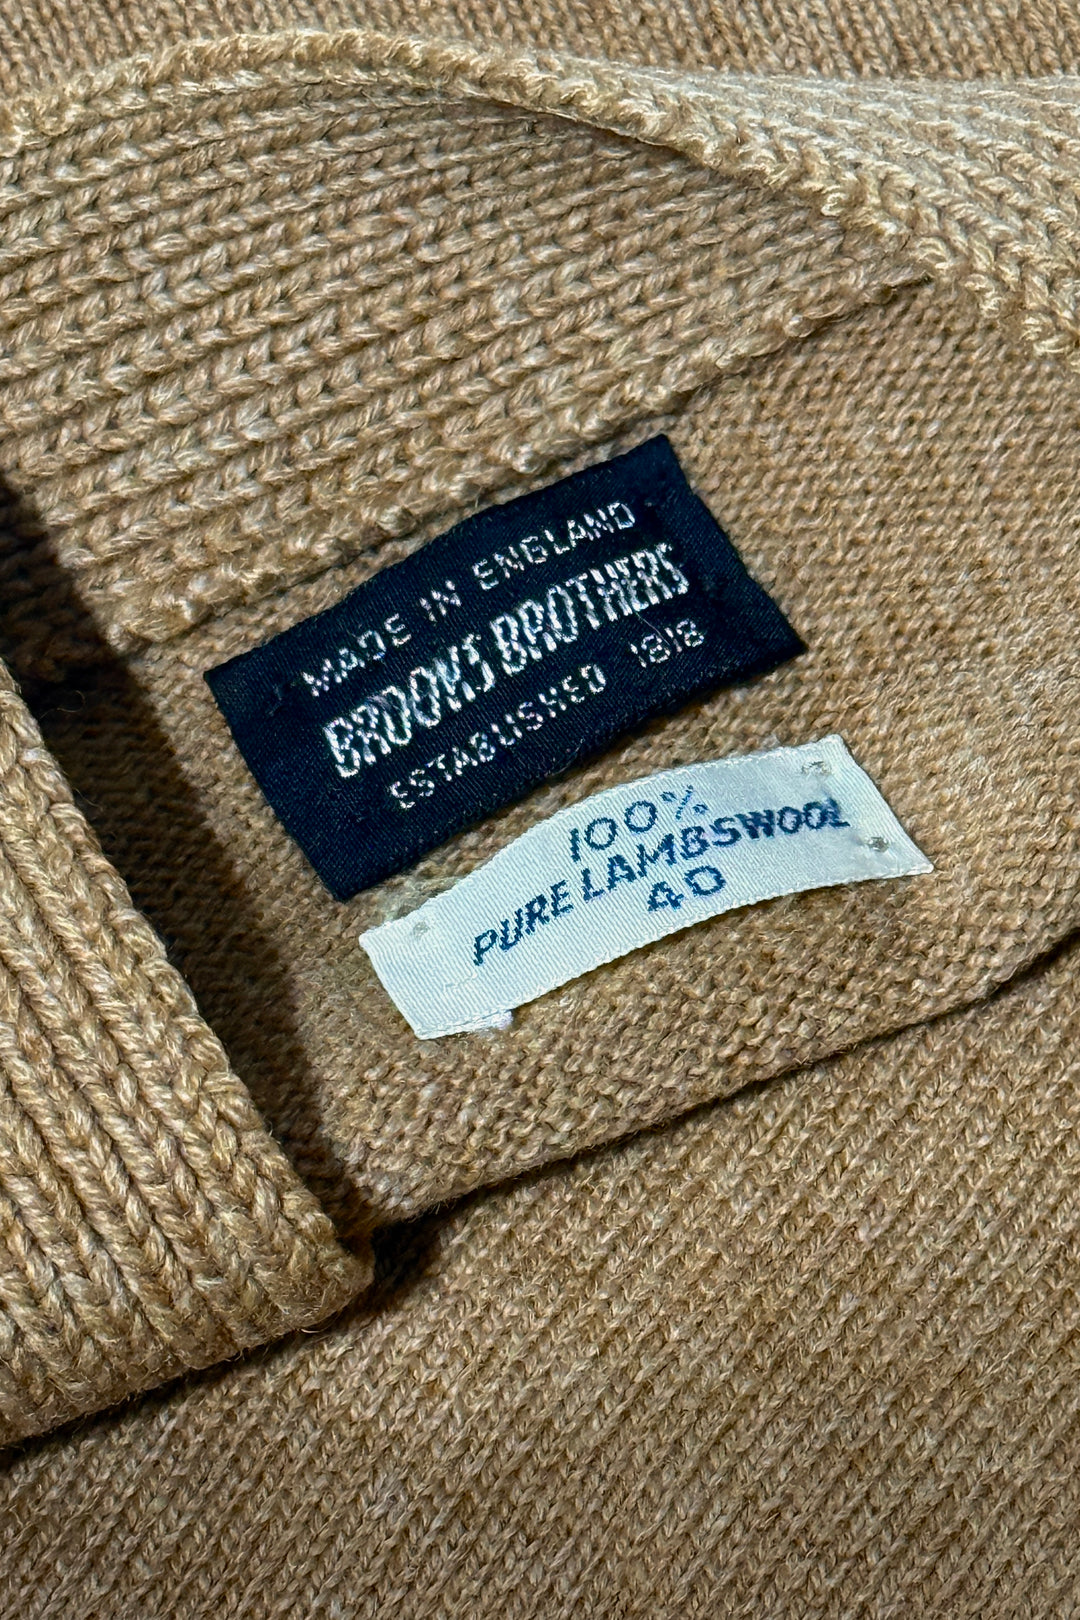 MADE IN ENGLAND
BROOKS BROTHERS
ESTABLISHED 1818
100%
PURE LAMBSWOOL
40